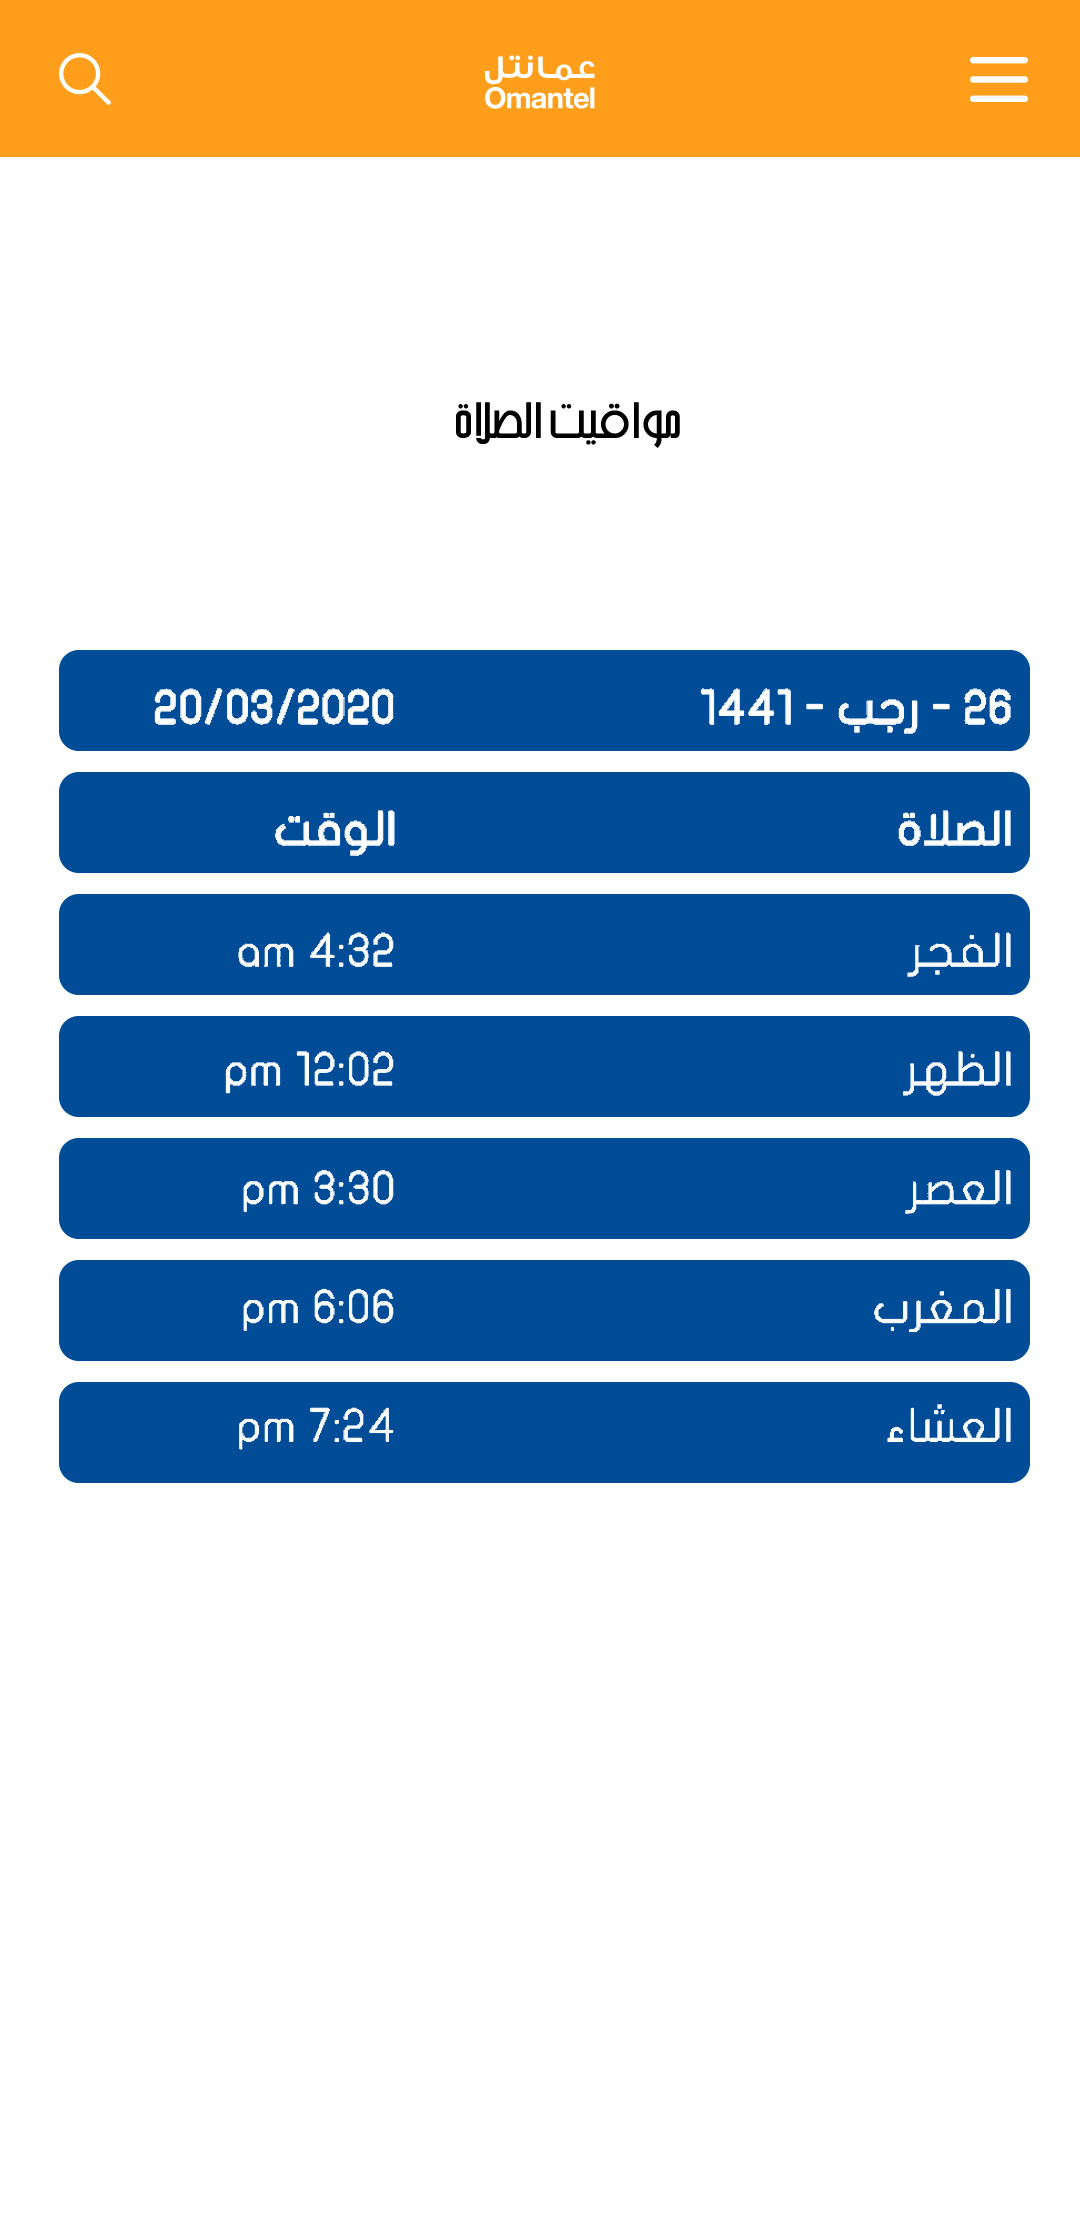 عمانتل
Omantel
مواقيت الصلاة
26 - رجب - 1441 20/03/2020
الصلاة الوقت
الفجر 4:32 am
الظهر 12:02 pm
العصر 3:30 pm
المغرب 6:06 pm
العشاء 7:24 pm